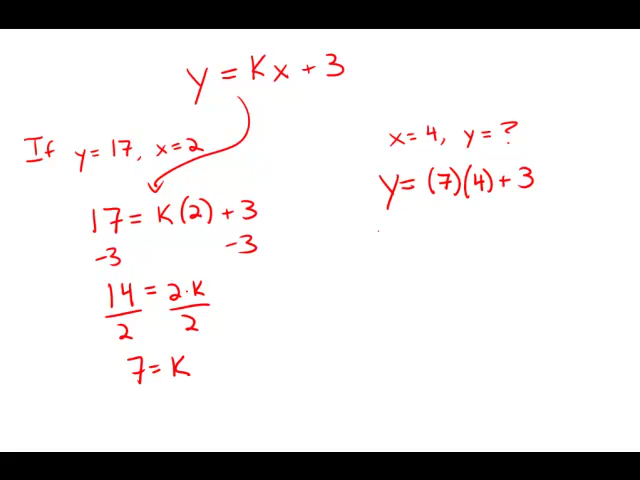 y = Kx + 3
If y = 17, x = 2
17 = K(2) + 3
-3 -3
14 = 2·K
2 2
7 = K
x = 4, y = ?
y = (7)(4) + 3